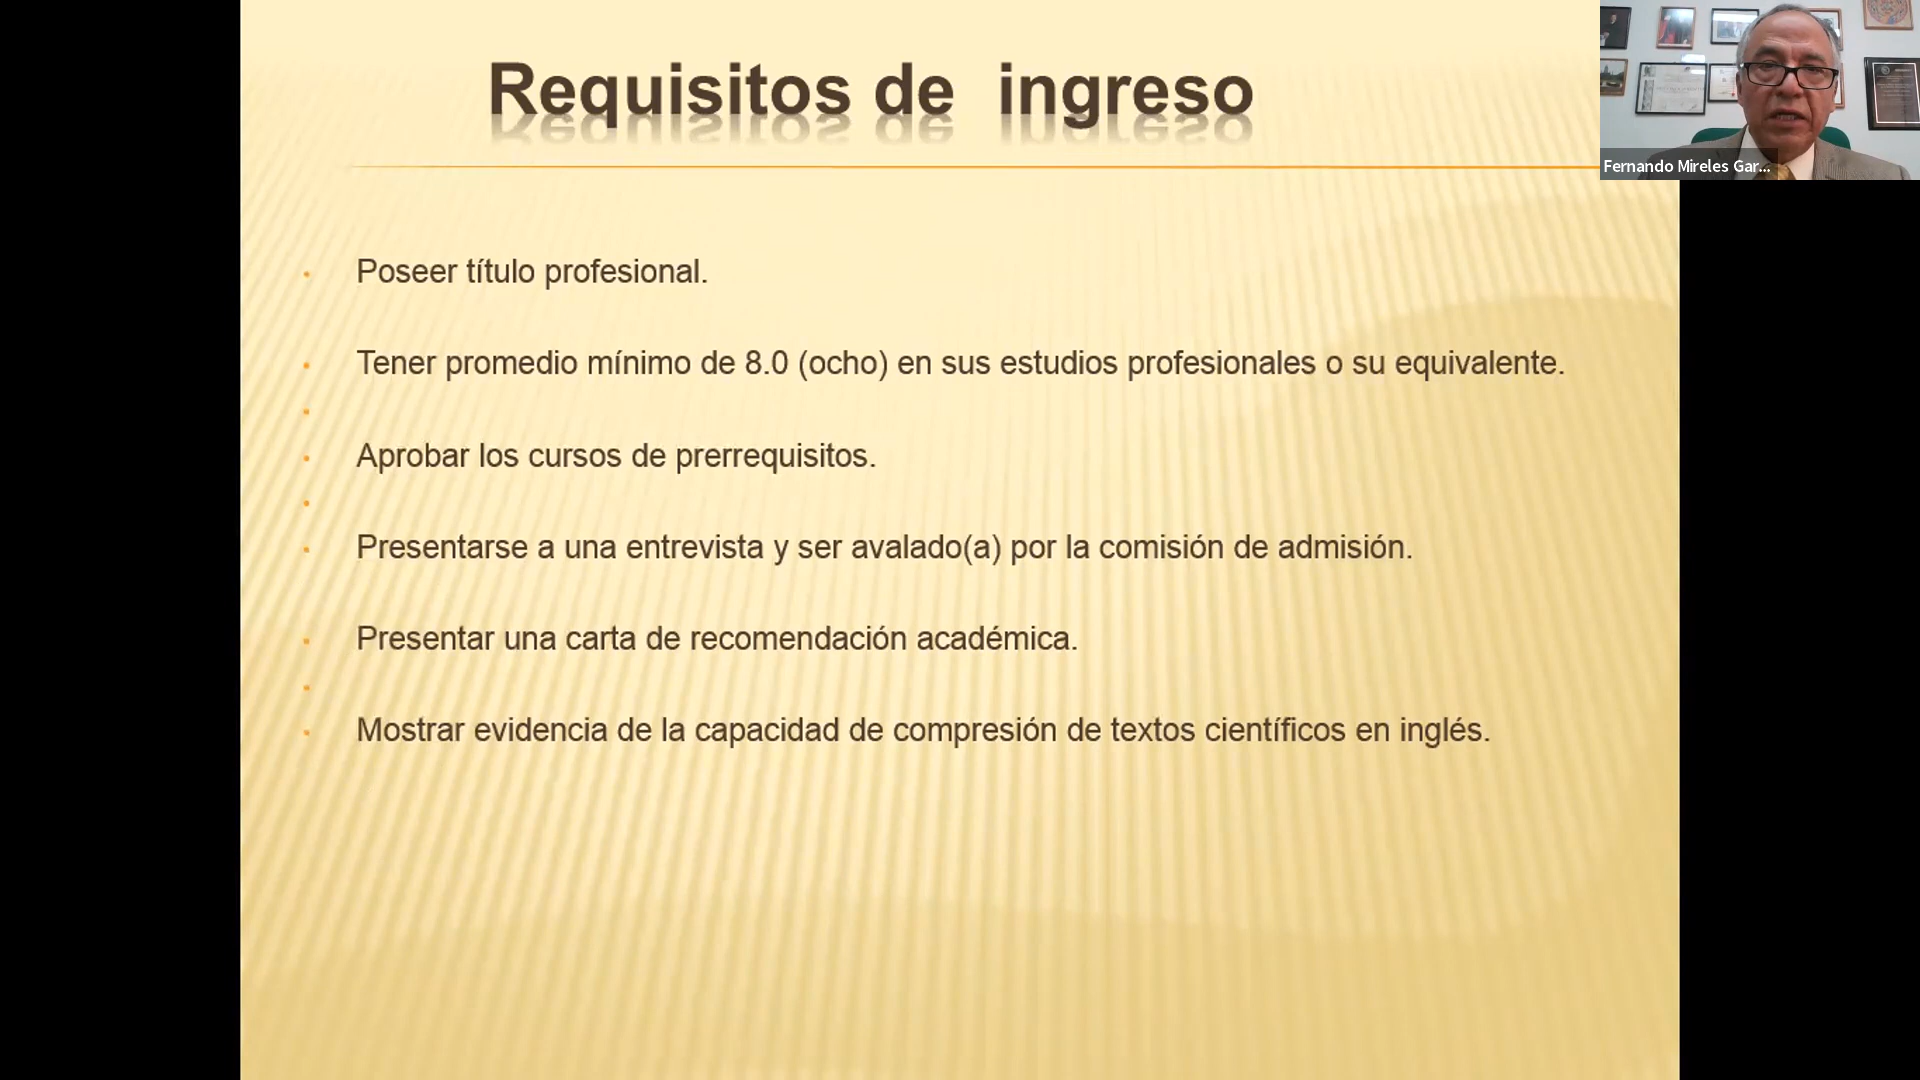 Requisitos de ingreso
Fernando Mireles Gar...
Poseer título profesional.
Tener promedio mínimo de 8.0 (ocho) en sus estudios profesionales o su equivalente.
Aprobar los cursos de prerrequisitos.
Presentarse a una entrevista y ser avalado(a) por la comisión de admisión.
Presentar una carta de recomendación académica.
Mostrar evidencia de la capacidad de compresión de textos científicos en inglés.